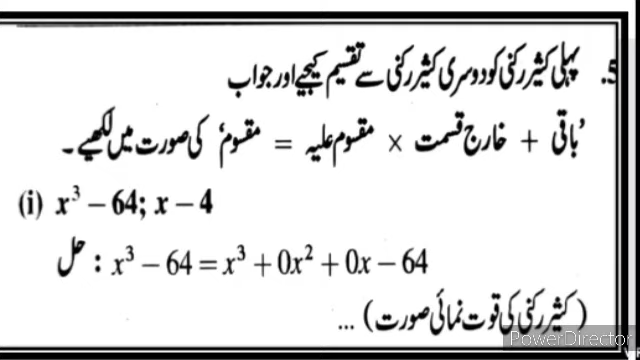 5. پہلی کثیر رکنی کو دوسری کثیر رکنی سے تقسیم کیجیے اور جواب
'مقسوم = مقسوم علیہ × خارج قسمت + باقی' کی صورت میں لکھیے۔
(i) x³ – 64; x – 4
حل : x³ – 64 = x³ + 0x² + 0x – 64
(کثیر رکنی کی قوت نمائی صورت) ...
PowerDirector